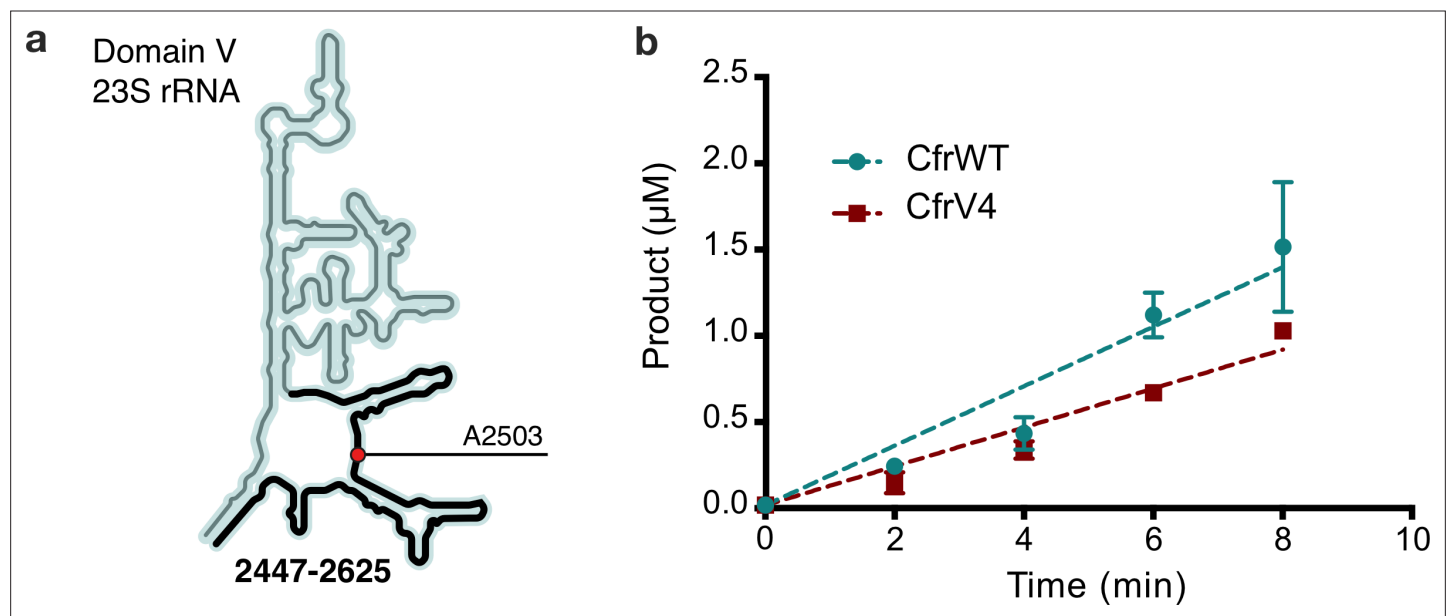 a
Domain V
23S rRNA
A2503
2447-2625
b
Product (μM)
2.5
2.0
1.5
1.0
0.5
0.0
CfrWT
CfrV4
0 2 4 6 8 10
Time (min)